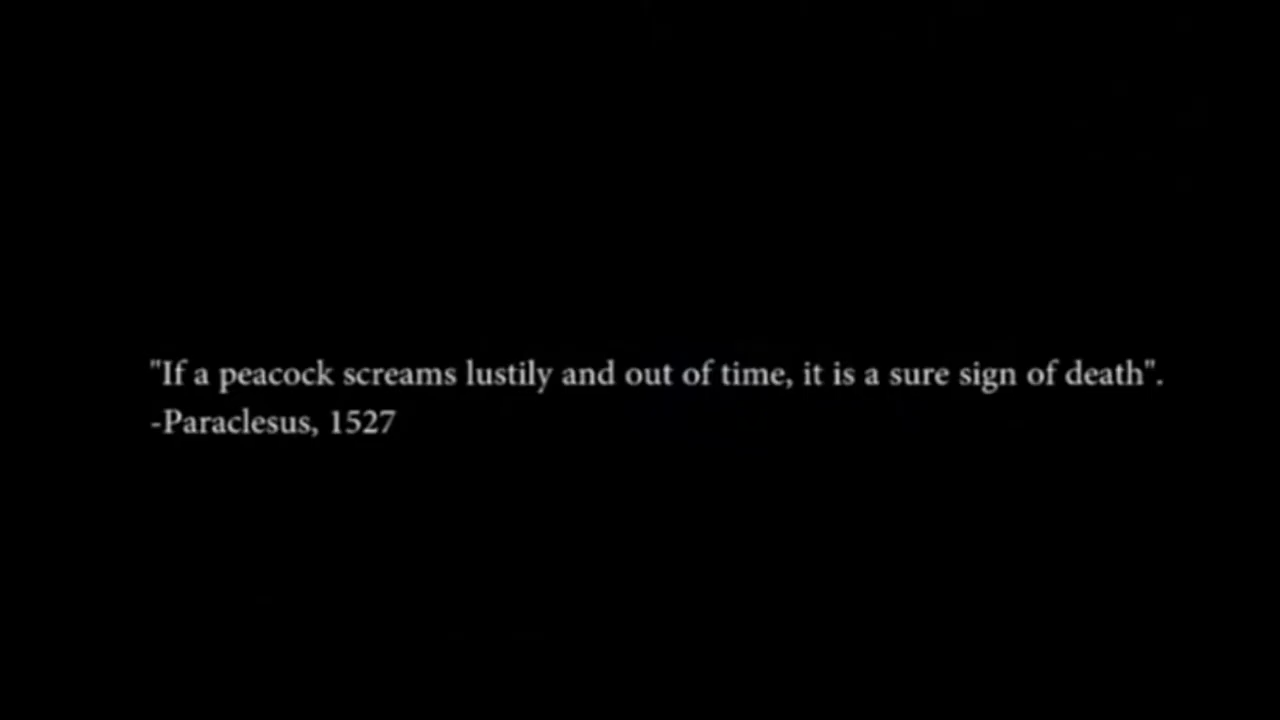 "If a peacock screams lustily and out of time, it is a sure sign of death".
-Paraclesus, 1527